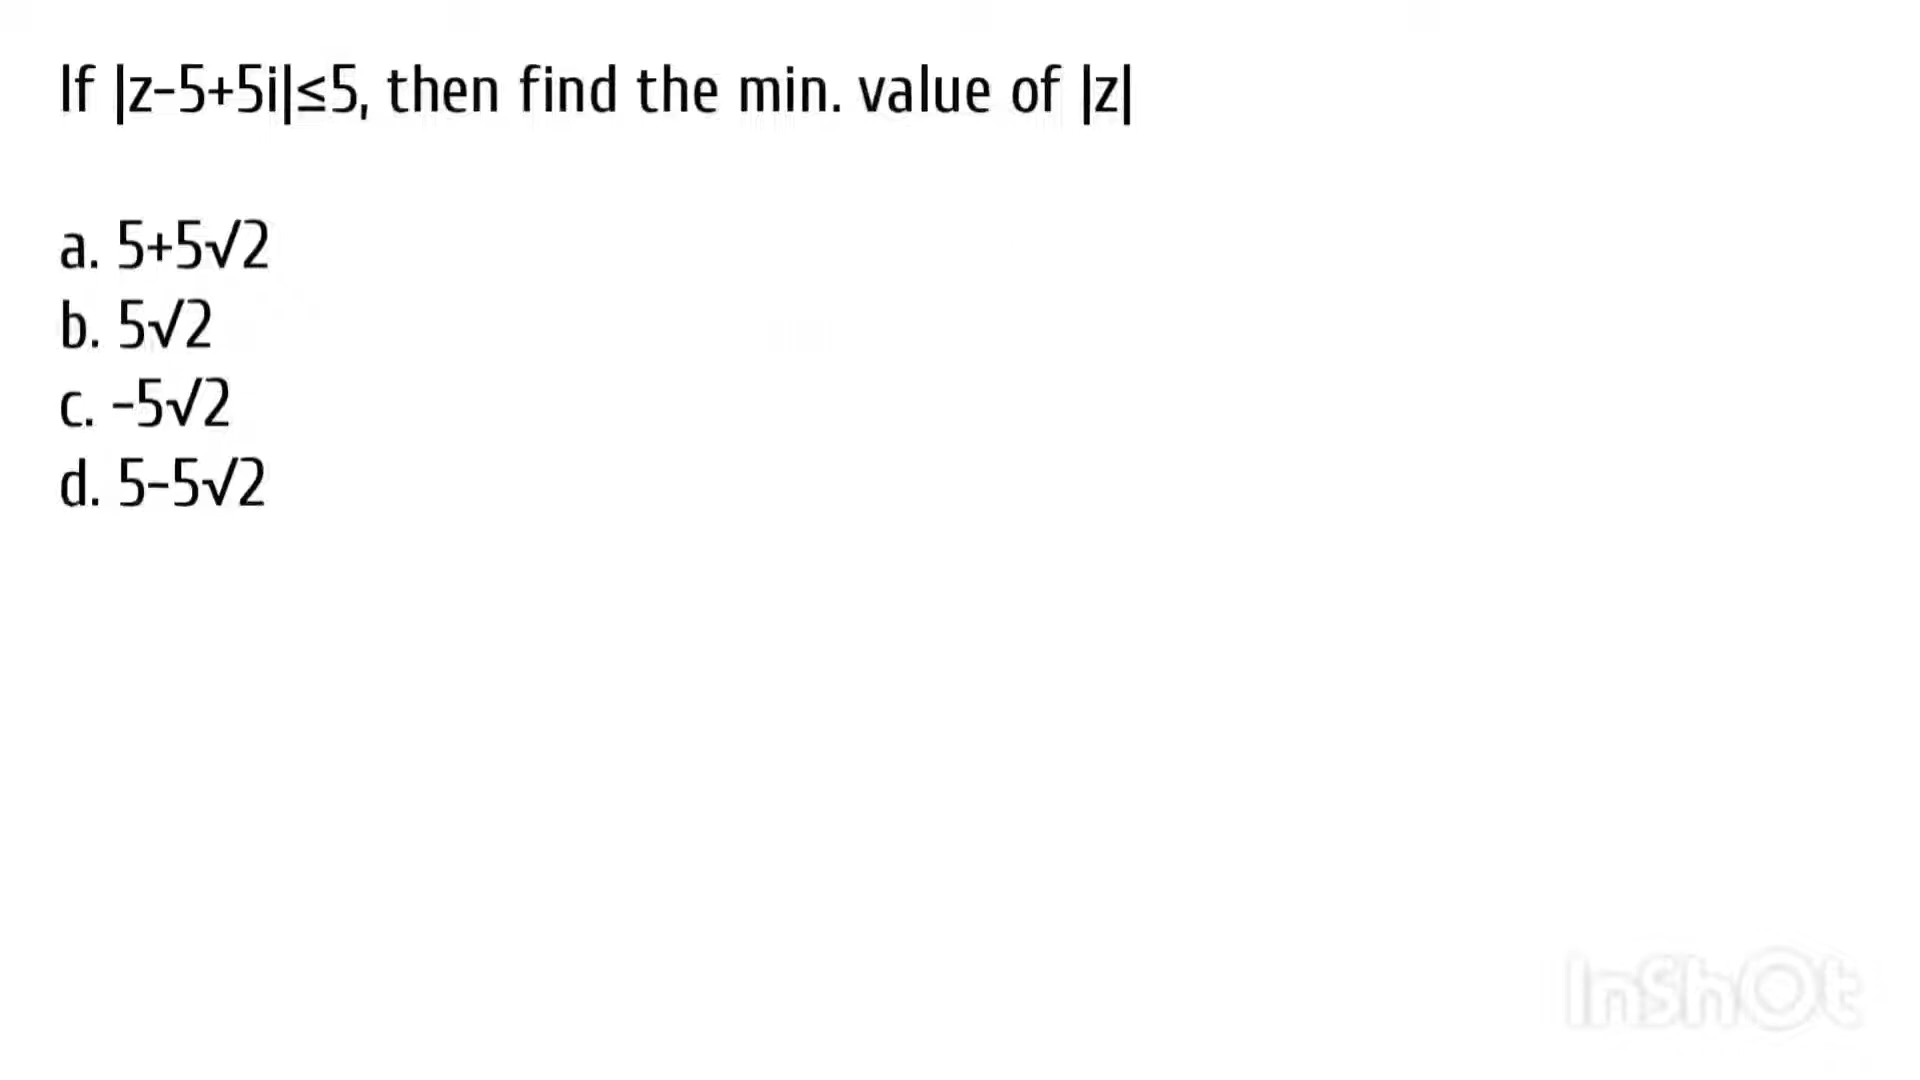 If |z-5+5i|≤5, then find the min. value of |z|
a. 5+5√2
b. 5√2
c. -5√2
d. 5-5√2
InShOt